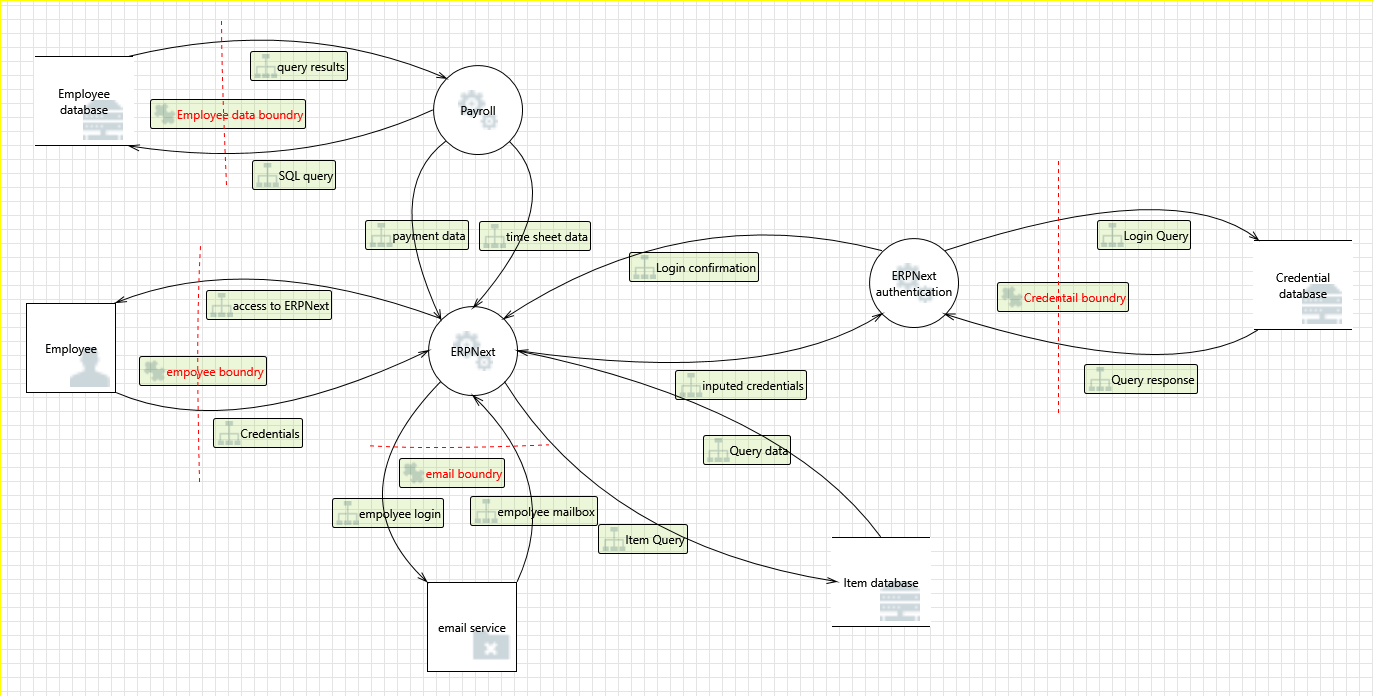 query results
Employee
database
Employee data boundry
Payroll
SQL query
payment data
time sheet data
Login Query
Login confirmation
ERPNext
authentication
Credential
database
Credentail boundry
access to ERPNext
Employee
ERPNext
empoyee boundry
inputed credentials
Query response
Credentials
Query data
email boundry
empolyee login
empolyee mailbox
Item Query
Item database
email service